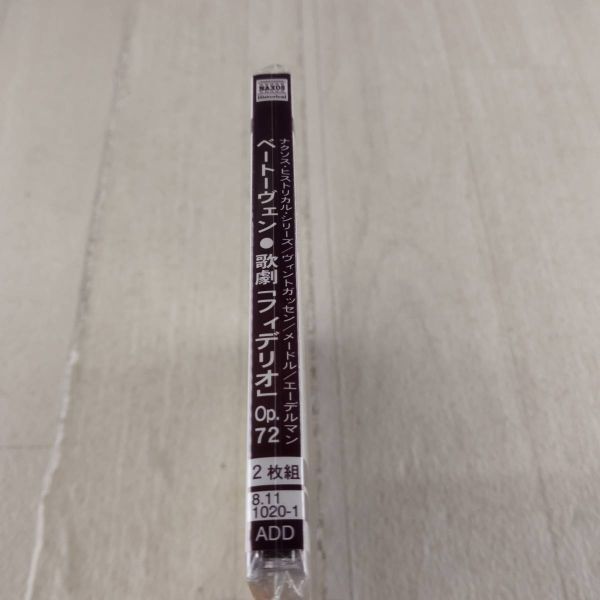 NAXOS
Historical
ナクソス・ヒストリカル・シリーズ/ヴィントガッセン/メードル/エーデルマン
ベートーヴェン●歌劇「フィデリオ」Op.72
2枚組
8.11
1020-1
ADD